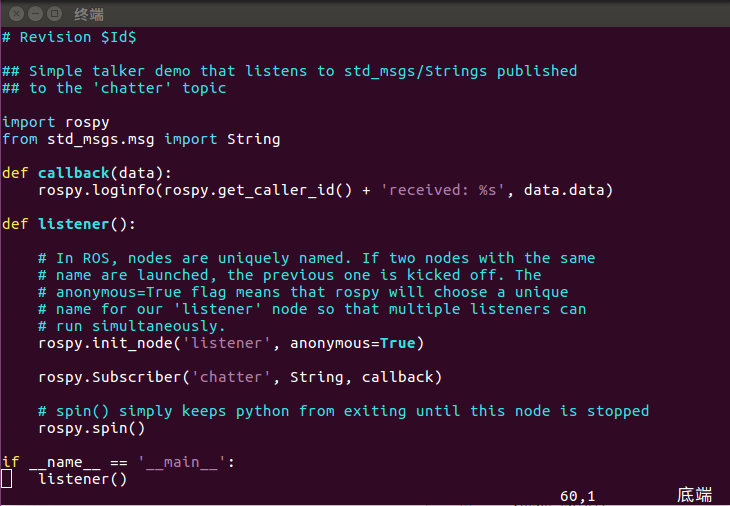 终端
# Revision $Id$
## Simple talker demo that listens to std_msgs/Strings published
## to the 'chatter' topic
import rospy
from std_msgs.msg import String
def callback(data):
    rospy.loginfo(rospy.get_caller_id() + 'received: %s', data.data)
def listener():
    # In ROS, nodes are uniquely named. If two nodes with the same
    # name are launched, the previous one is kicked off. The
    # anonymous=True flag means that rospy will choose a unique
    # name for our 'listener' node so that multiple listeners can
    # run simultaneously.
    rospy.init_node('listener', anonymous=True)
    rospy.Subscriber('chatter', String, callback)
    # spin() simply keeps python from exiting until this node is stopped
    rospy.spin()
if __name__ == '__main__':
    listener()
60,1 底端